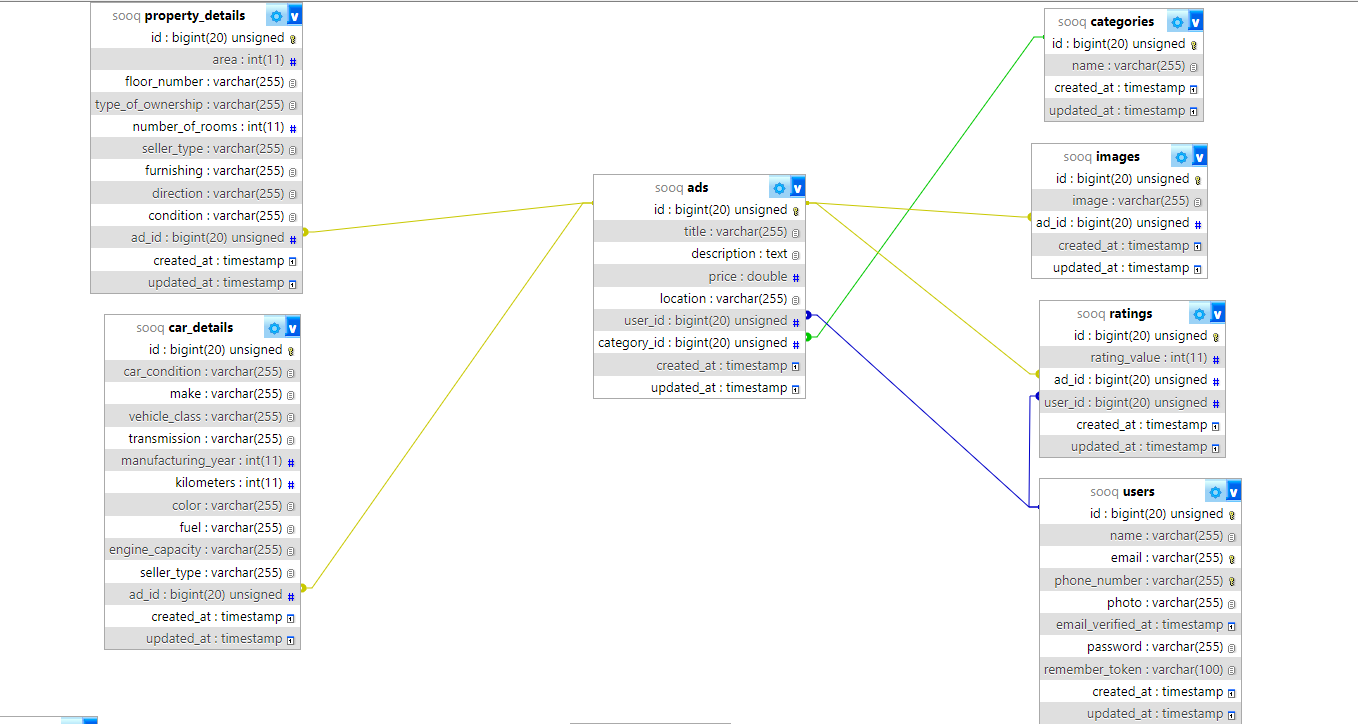 sooq property_details v
id : bigint(20) unsigned
area : int(11) #
floor_number : varchar(255)
type_of_ownership : varchar(255)
number_of_rooms : int(11) #
seller_type : varchar(255)
furnishing : varchar(255)
direction : varchar(255)
condition : varchar(255)
ad_id : bigint(20) unsigned #
created_at : timestamp
updated_at : timestamp
sooq car_details v
id : bigint(20) unsigned
car_condition : varchar(255)
make : varchar(255)
vehicle_class : varchar(255)
transmission : varchar(255)
manufacturing_year : int(11) #
kilometers : int(11) #
color : varchar(255)
fuel : varchar(255)
engine_capacity : varchar(255)
seller_type : varchar(255)
ad_id : bigint(20) unsigned #
created_at : timestamp
updated_at : timestamp
sooq ads v
id : bigint(20) unsigned
title : varchar(255)
description : text
price : double #
location : varchar(255)
user_id : bigint(20) unsigned #
category_id : bigint(20) unsigned #
created_at : timestamp
updated_at : timestamp
sooq categories v
id : bigint(20) unsigned
name : varchar(255)
created_at : timestamp
updated_at : timestamp
sooq images v
id : bigint(20) unsigned
image : varchar(255)
ad_id : bigint(20) unsigned #
created_at : timestamp
updated_at : timestamp
sooq ratings v
id : bigint(20) unsigned
rating_value : int(11) #
ad_id : bigint(20) unsigned #
user_id : bigint(20) unsigned #
created_at : timestamp
updated_at : timestamp
sooq users v
id : bigint(20) unsigned
name : varchar(255)
email : varchar(255)
phone_number : varchar(255)
photo : varchar(255)
email_verified_at : timestamp
password : varchar(255)
remember_token : varchar(100)
created_at : timestamp
updated_at : timestamp